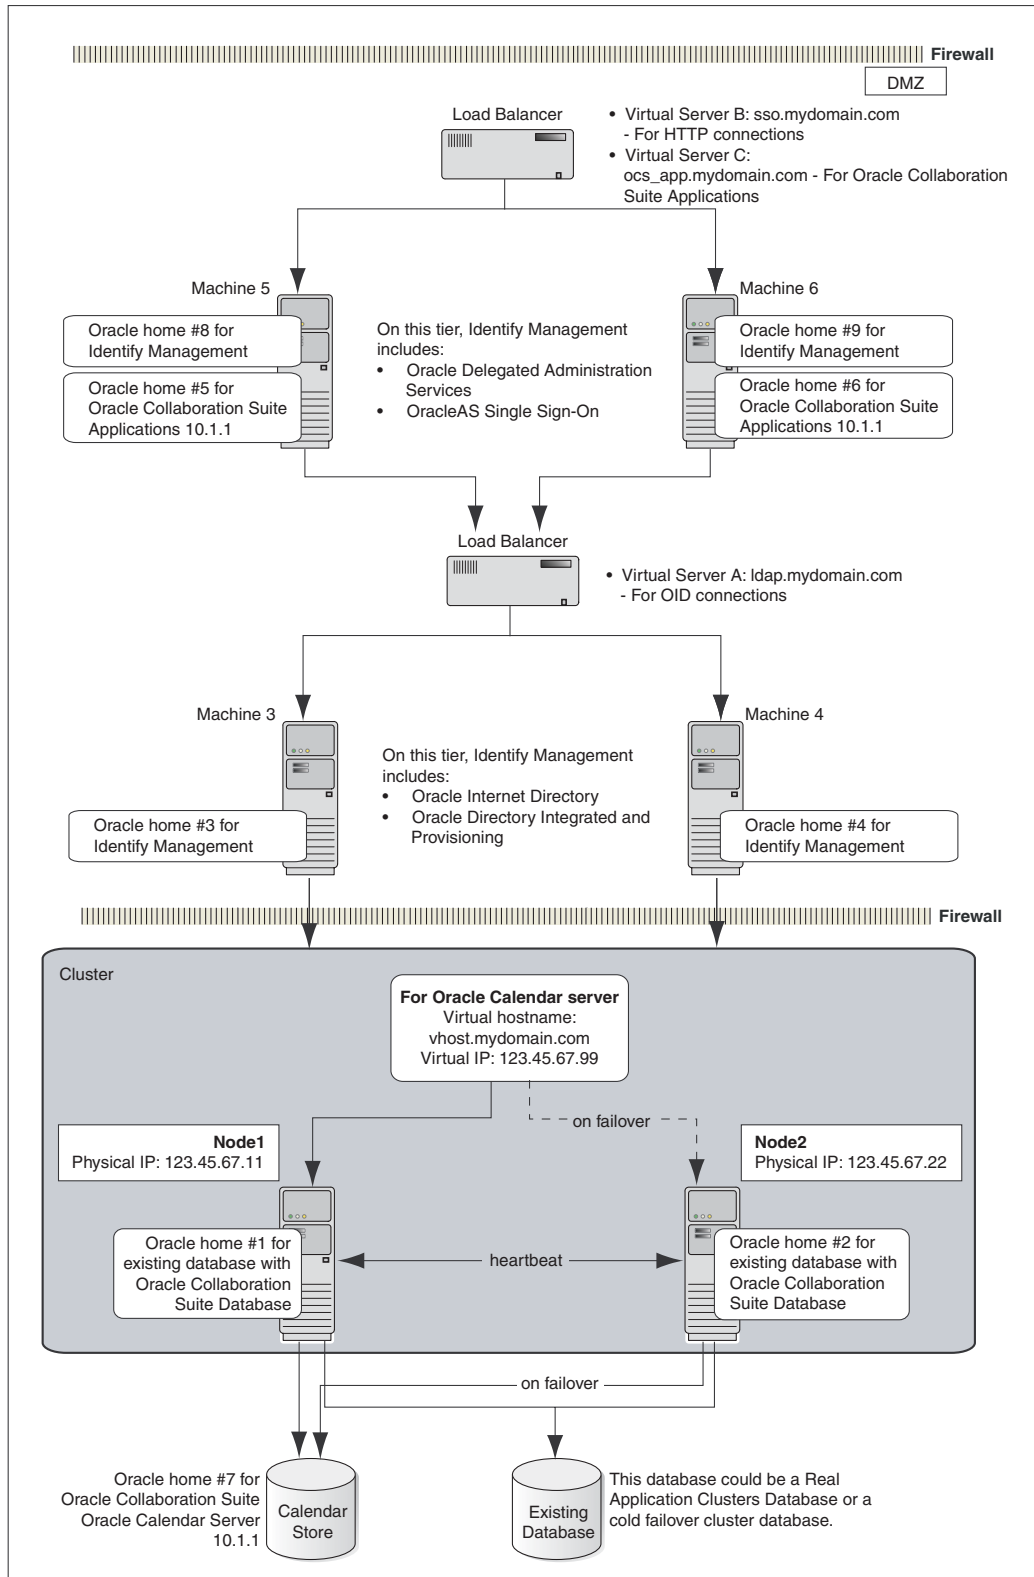 Firewall
DMZ
Load Balancer
• Virtual Server B: sso.mydomain.com
- For HTTP connections
• Virtual Server C:
ocs_app.mydomain.com - For Oracle Collaboration
Suite Applications
Machine 5
Oracle home #8 for
Identify Management
Oracle home #5 for
Oracle Collaboration Suite
Applications 10.1.1
On this tier, Identify Management
includes:
• Oracle Delegated Administration
Services
• OracleAS Single Sign-On
Machine 6
Oracle home #9 for
Identify Management
Oracle home #6 for
Oracle Collaboration Suite
Applications 10.1.1
Load Balancer
• Virtual Server A: ldap.mydomain.com
- For OID connections
Machine 3
Oracle home #3 for
Identify Management
On this tier, Identify Management
includes:
• Oracle Internet Directory
• Oracle Directory Integrated and
Provisioning
Machine 4
Oracle home #4 for
Identify Management
Firewall
Cluster
For Oracle Calendar server
Virtual hostname:
vhost.mydomain.com
Virtual IP: 123.45.67.99
on failover
Node1
Physical IP: 123.45.67.11
Node2
Physical IP: 123.45.67.22
Oracle home #1 for
existing database with
Oracle Collaboration
Suite Database
heartbeat
Oracle home #2 for
existing database with
Oracle Collaboration
Suite Database
on failover
Oracle home #7 for
Oracle Collaboration Suite
Oracle Calendar Server
10.1.1
Calendar
Store
Existing
Database
This database could be a Real
Application Clusters Database or a
cold failover cluster database.